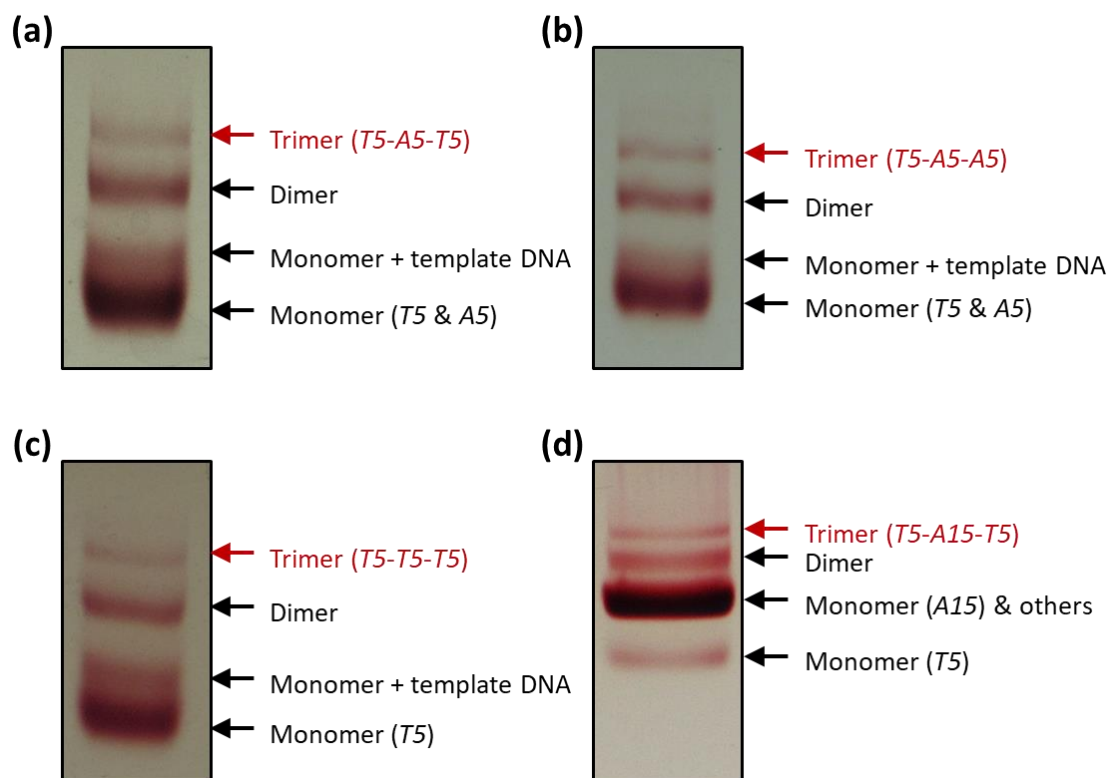 (a)
Trimer (T5-A5-T5)
Dimer
Monomer + template DNA
Monomer (T5 & A5)
(b)
Trimer (T5-A5-A5)
Dimer
Monomer + template DNA
Monomer (T5 & A5)
(c)
Trimer (T5-T5-T5)
Dimer
Monomer + template DNA
Monomer (T5)
(d)
Trimer (T5-A15-T5)
Dimer
Monomer (A15) & others
Monomer (T5)